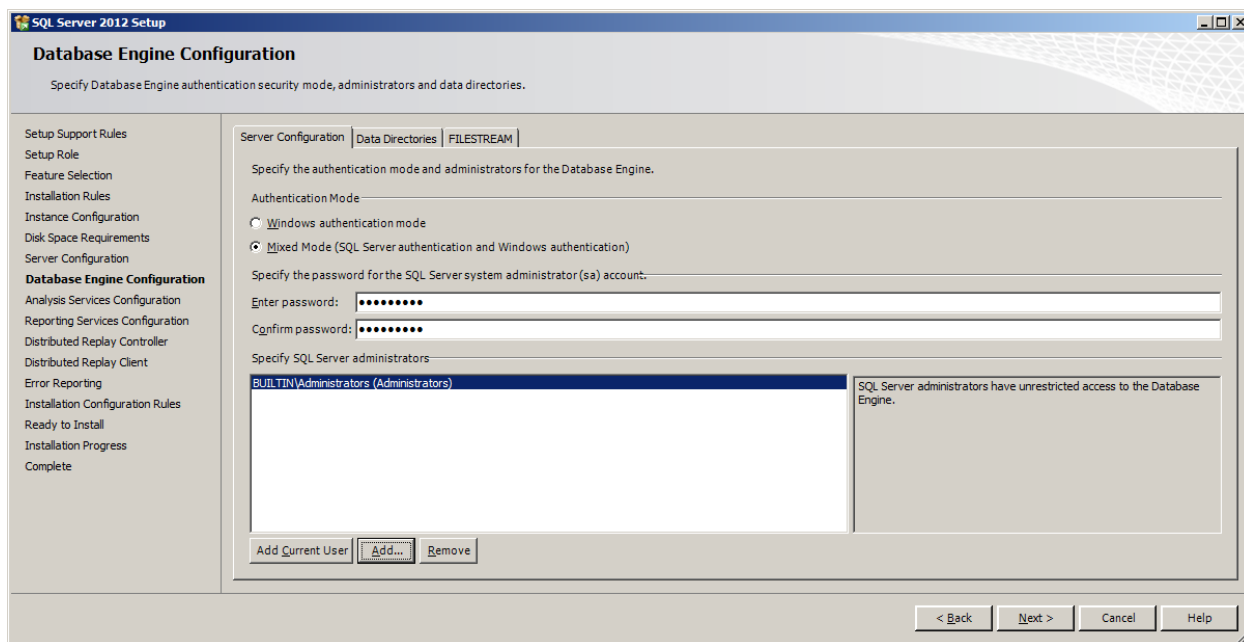 SQL Server 2012 Setup
Database Engine Configuration
Specify Database Engine authentication security mode, administrators and data directories.
Setup Support Rules
Setup Role
Feature Selection
Installation Rules
Instance Configuration
Disk Space Requirements
Server Configuration
Database Engine Configuration
Analysis Services Configuration
Reporting Services Configuration
Distributed Replay Controller
Distributed Replay Client
Error Reporting
Installation Configuration Rules
Ready to Install
Installation Progress
Complete
Server Configuration Data Directories FILESTREAM
Specify the authentication mode and administrators for the Database Engine.
Authentication Mode
Windows authentication mode
Mixed Mode (SQL Server authentication and Windows authentication)
Specify the password for the SQL Server system administrator (sa) account.
Enter password: ●●●●●●●●●
Confirm password: ●●●●●●●●●
Specify SQL Server administrators
BUILTIN\Administrators (Administrators)
SQL Server administrators have unrestricted access to the Database
Engine.
Add Current User Add... Remove
< Back Next > Cancel Help